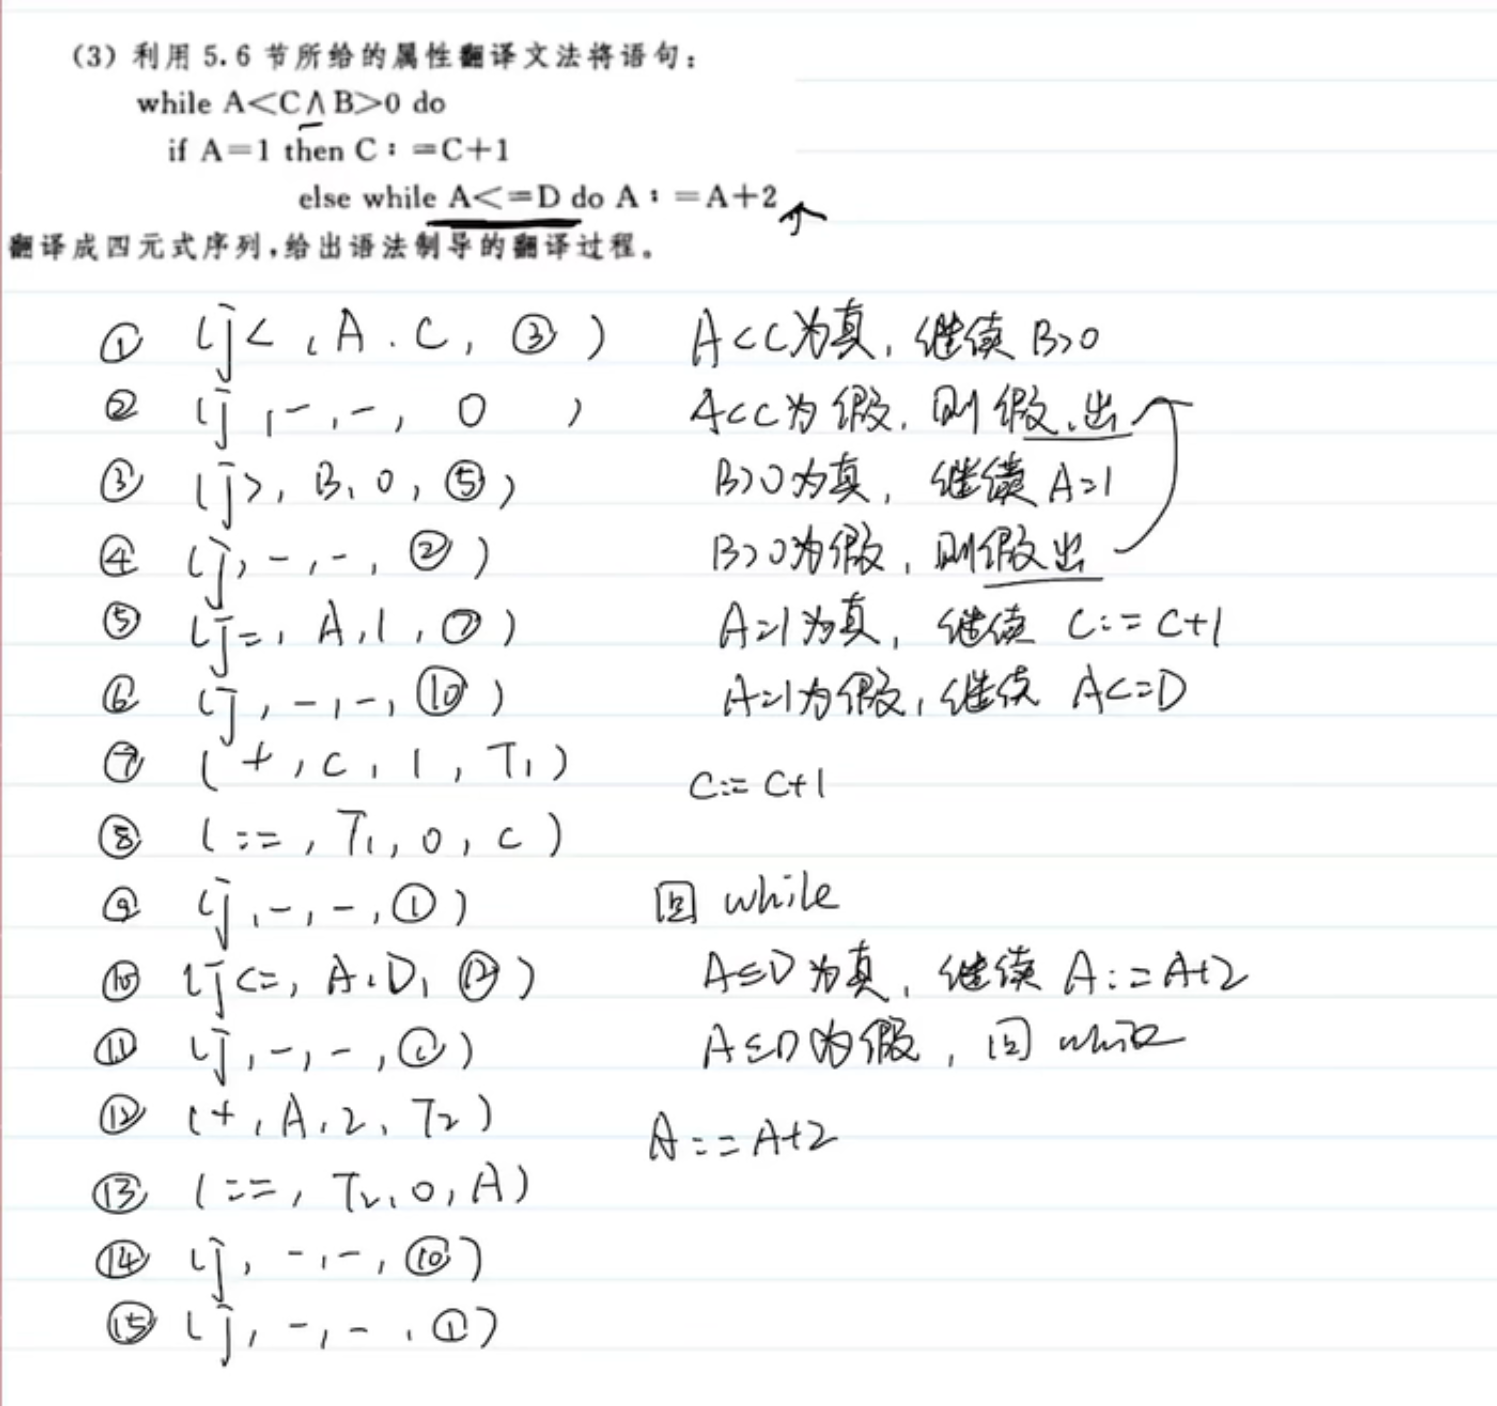 (3) 利用 5.6 节所给的属性翻译文法将语句：
while A<C∧B>0 do
if A=1 then C：=C+1
else while A<=D do A：=A+2
翻译成四元式序列，给出语法制导的翻译过程。
① (j<, A, C, ③) A<C为真, 继续 B>0
② (j, -, -, 0) A<C为假, 则假出
③ (j>, B, 0, ⑤) B>0为真, 继续 A=1
④ (j, -, -, ②) B>0为假, 则假出
⑤ (j=, A, 1, ⑦) A=1为真, 继续 C:=C+1
⑥ (j, -, -, ⑩) A=1为假, 继续 A<=D
⑦ (+, C, 1, T1) C:=C+1
⑧ (:=, T1, 0, C)
⑨ (j, -, -, ①) 回 while
⑩ (j<=, A, D, ⑫) A≤D为真, 继续 A:=A+2
⑪ (j, -, -, ①) A≤D为假, 回 while
⑫ (+, A, 2, T2) A:=A+2
⑬ (:=, T2, 0, A)
⑭ (j, -, -, ⑩)
⑮ (j, -, -, ①)